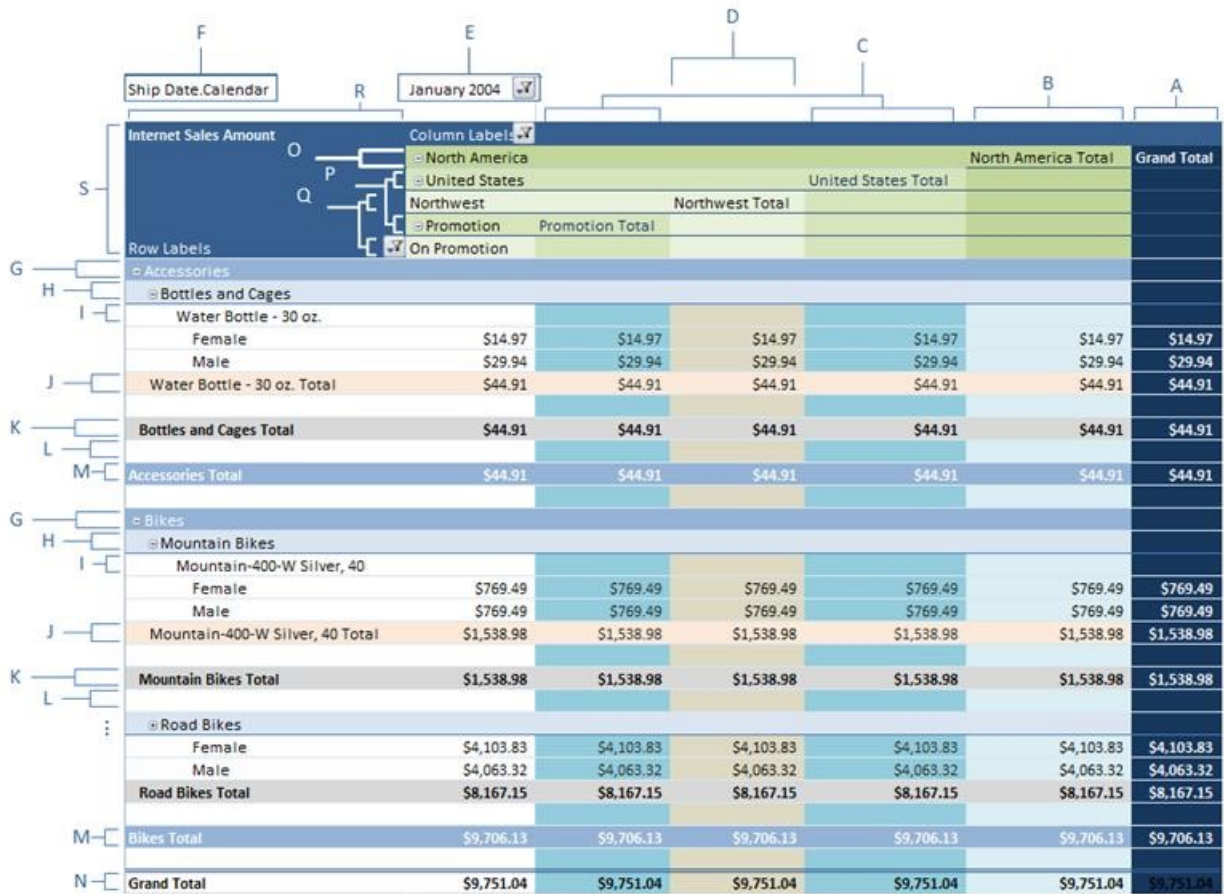 D
F E C
Ship Date.Calendar R January 2004 B A
Internet Sales Amount Column Labels
O North America North America Total Grand Total
P United States United States Total
S Q Northwest Northwest Total
Promotion Promotion Total
Row Labels On Promotion
G Accessories
H Bottles and Cages
I Water Bottle - 30 oz.
Female $14.97 $14.97 $14.97 $14.97 $14.97 $14.97
Male $29.94 $29.94 $29.94 $29.94 $29.94 $29.94
J Water Bottle - 30 oz. Total $44.91 $44.91 $44.91 $44.91 $44.91 $44.91
K Bottles and Cages Total $44.91 $44.91 $44.91 $44.91 $44.91 $44.91
L
M Accessories Total $44.91 $44.91 $44.91 $44.91 $44.91 $44.91
G Bikes
H Mountain Bikes
I Mountain-400-W Silver, 40
Female $769.49 $769.49 $769.49 $769.49 $769.49 $769.49
Male $769.49 $769.49 $769.49 $769.49 $769.49 $769.49
J Mountain-400-W Silver, 40 Total $1,538.98 $1,538.98 $1,538.98 $1,538.98 $1,538.98 $1,538.98
K Mountain Bikes Total $1,538.98 $1,538.98 $1,538.98 $1,538.98 $1,538.98 $1,538.98
L
Road Bikes
Female $4,103.83 $4,103.83 $4,103.83 $4,103.83 $4,103.83 $4,103.83
Male $4,063.32 $4,063.32 $4,063.32 $4,063.32 $4,063.32 $4,063.32
Road Bikes Total $8,167.15 $8,167.15 $8,167.15 $8,167.15 $8,167.15 $8,167.15
M Bikes Total $9,706.13 $9,706.13 $9,706.13 $9,706.13 $9,706.13 $9,706.13
N Grand Total $9,751.04 $9,751.04 $9,751.04 $9,751.04 $9,751.04 $9,751.04